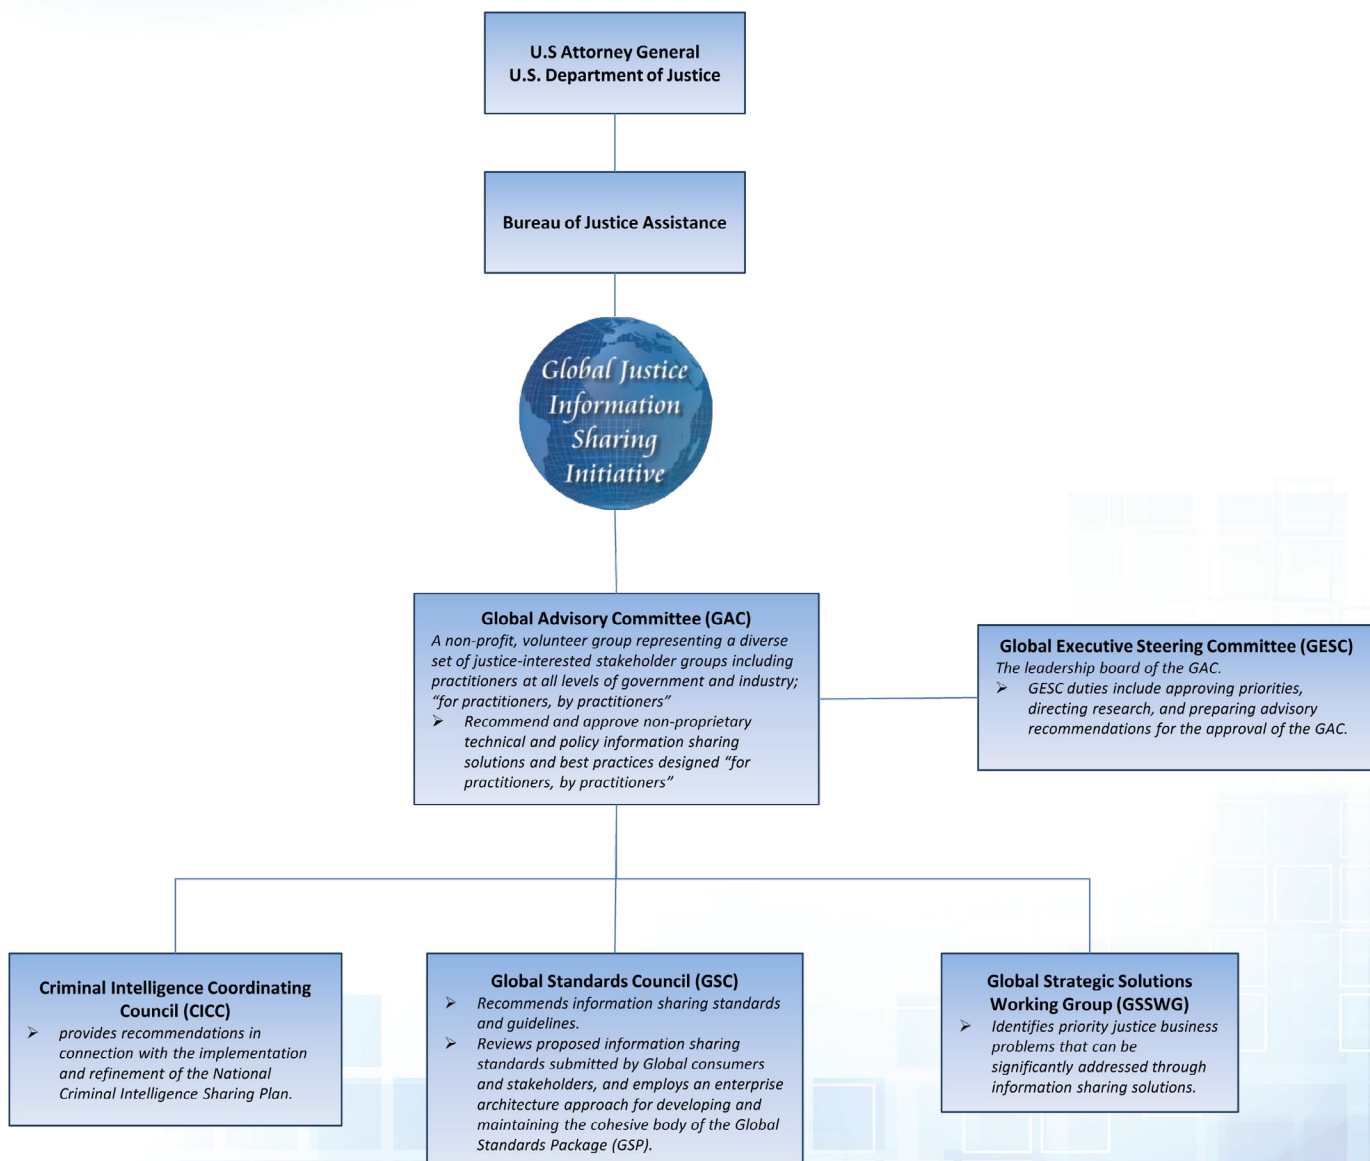 U.S Attorney General
U.S. Department of Justice
Bureau of Justice Assistance
Global Justice
Information
Sharing
Initiative
Global Advisory Committee (GAC)
A non-profit, volunteer group representing a diverse
set of justice-interested stakeholder groups including
practitioners at all levels of government and industry;
“for practitioners, by practitioners”
➢ Recommend and approve non-proprietary
technical and policy information sharing
solutions and best practices designed “for
practitioners, by practitioners”
Global Executive Steering Committee (GESC)
The leadership board of the GAC.
➢ GESC duties include approving priorities,
directing research, and preparing advisory
recommendations for the approval of the GAC.
Criminal Intelligence Coordinating
Council (CICC)
➢ provides recommendations in
connection with the implementation
and refinement of the National
Criminal Intelligence Sharing Plan.
Global Standards Council (GSC)
➢ Recommends information sharing standards
and guidelines.
➢ Reviews proposed information sharing
standards submitted by Global consumers
and stakeholders, and employs an enterprise
architecture approach for developing and
maintaining the cohesive body of the Global
Standards Package (GSP).
Global Strategic Solutions
Working Group (GSSWG)
➢ Identifies priority justice business
problems that can be
significantly addressed through
information sharing solutions.